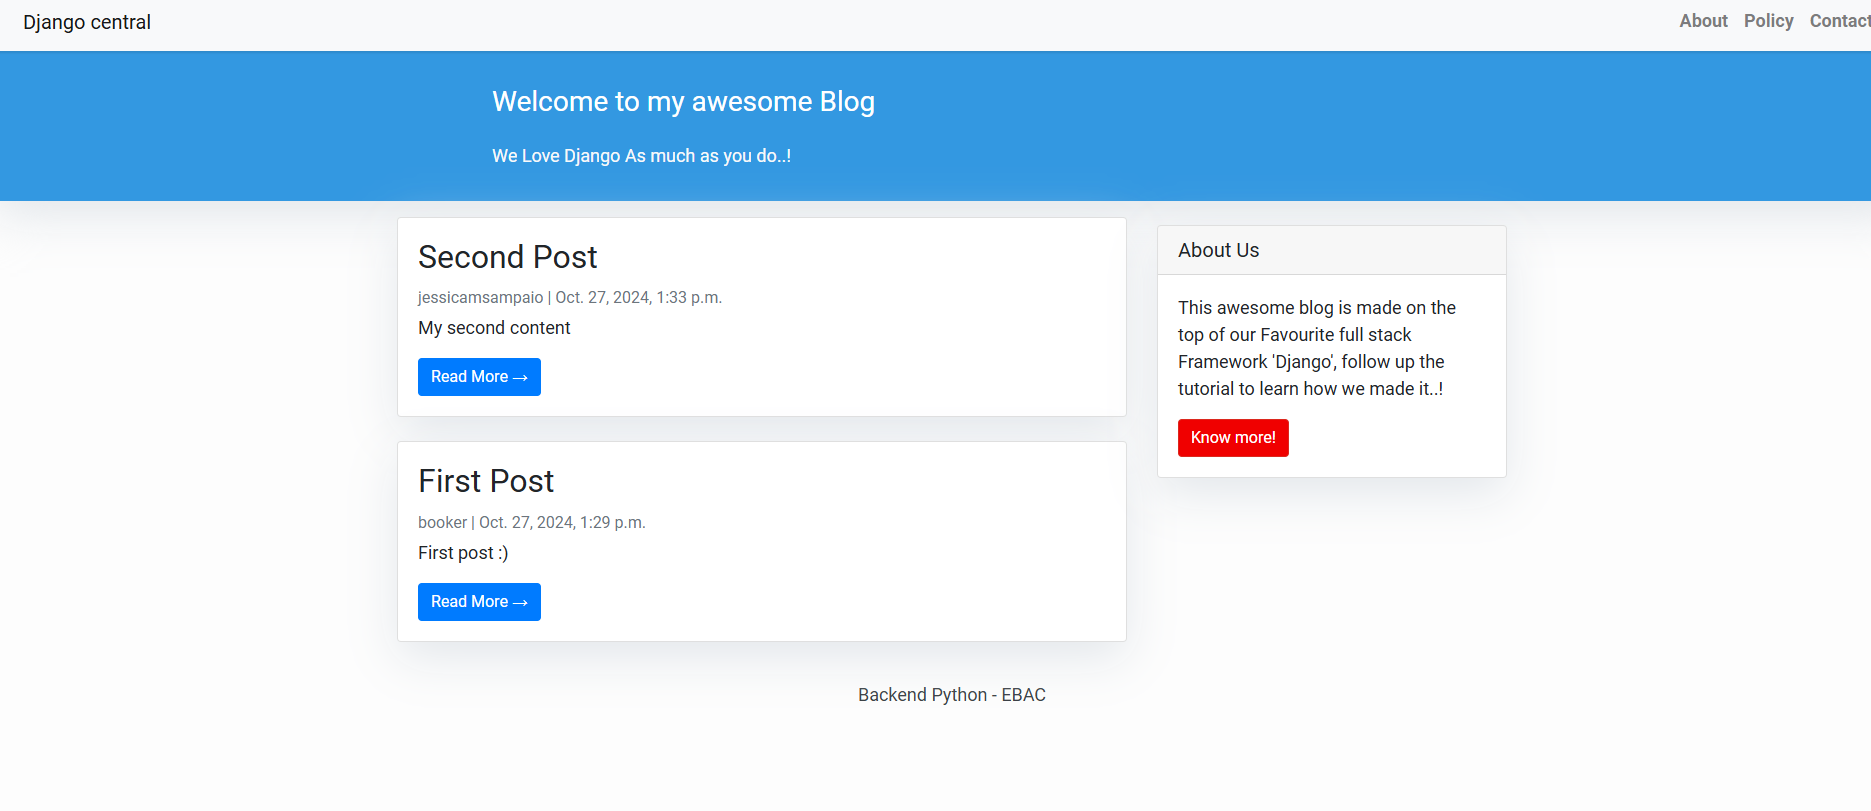 Django central
About Policy Contact
Welcome to my awesome Blog
We Love Django As much as you do..!
Second Post
jessicamsampaio | Oct. 27, 2024, 1:33 p.m.
My second content
Read More →
First Post
booker | Oct. 27, 2024, 1:29 p.m.
First post :)
Read More →
About Us
This awesome blog is made on the
top of our Favourite full stack
Framework 'Django', follow up the
tutorial to learn how we made it..!
Know more!
Backend Python - EBAC